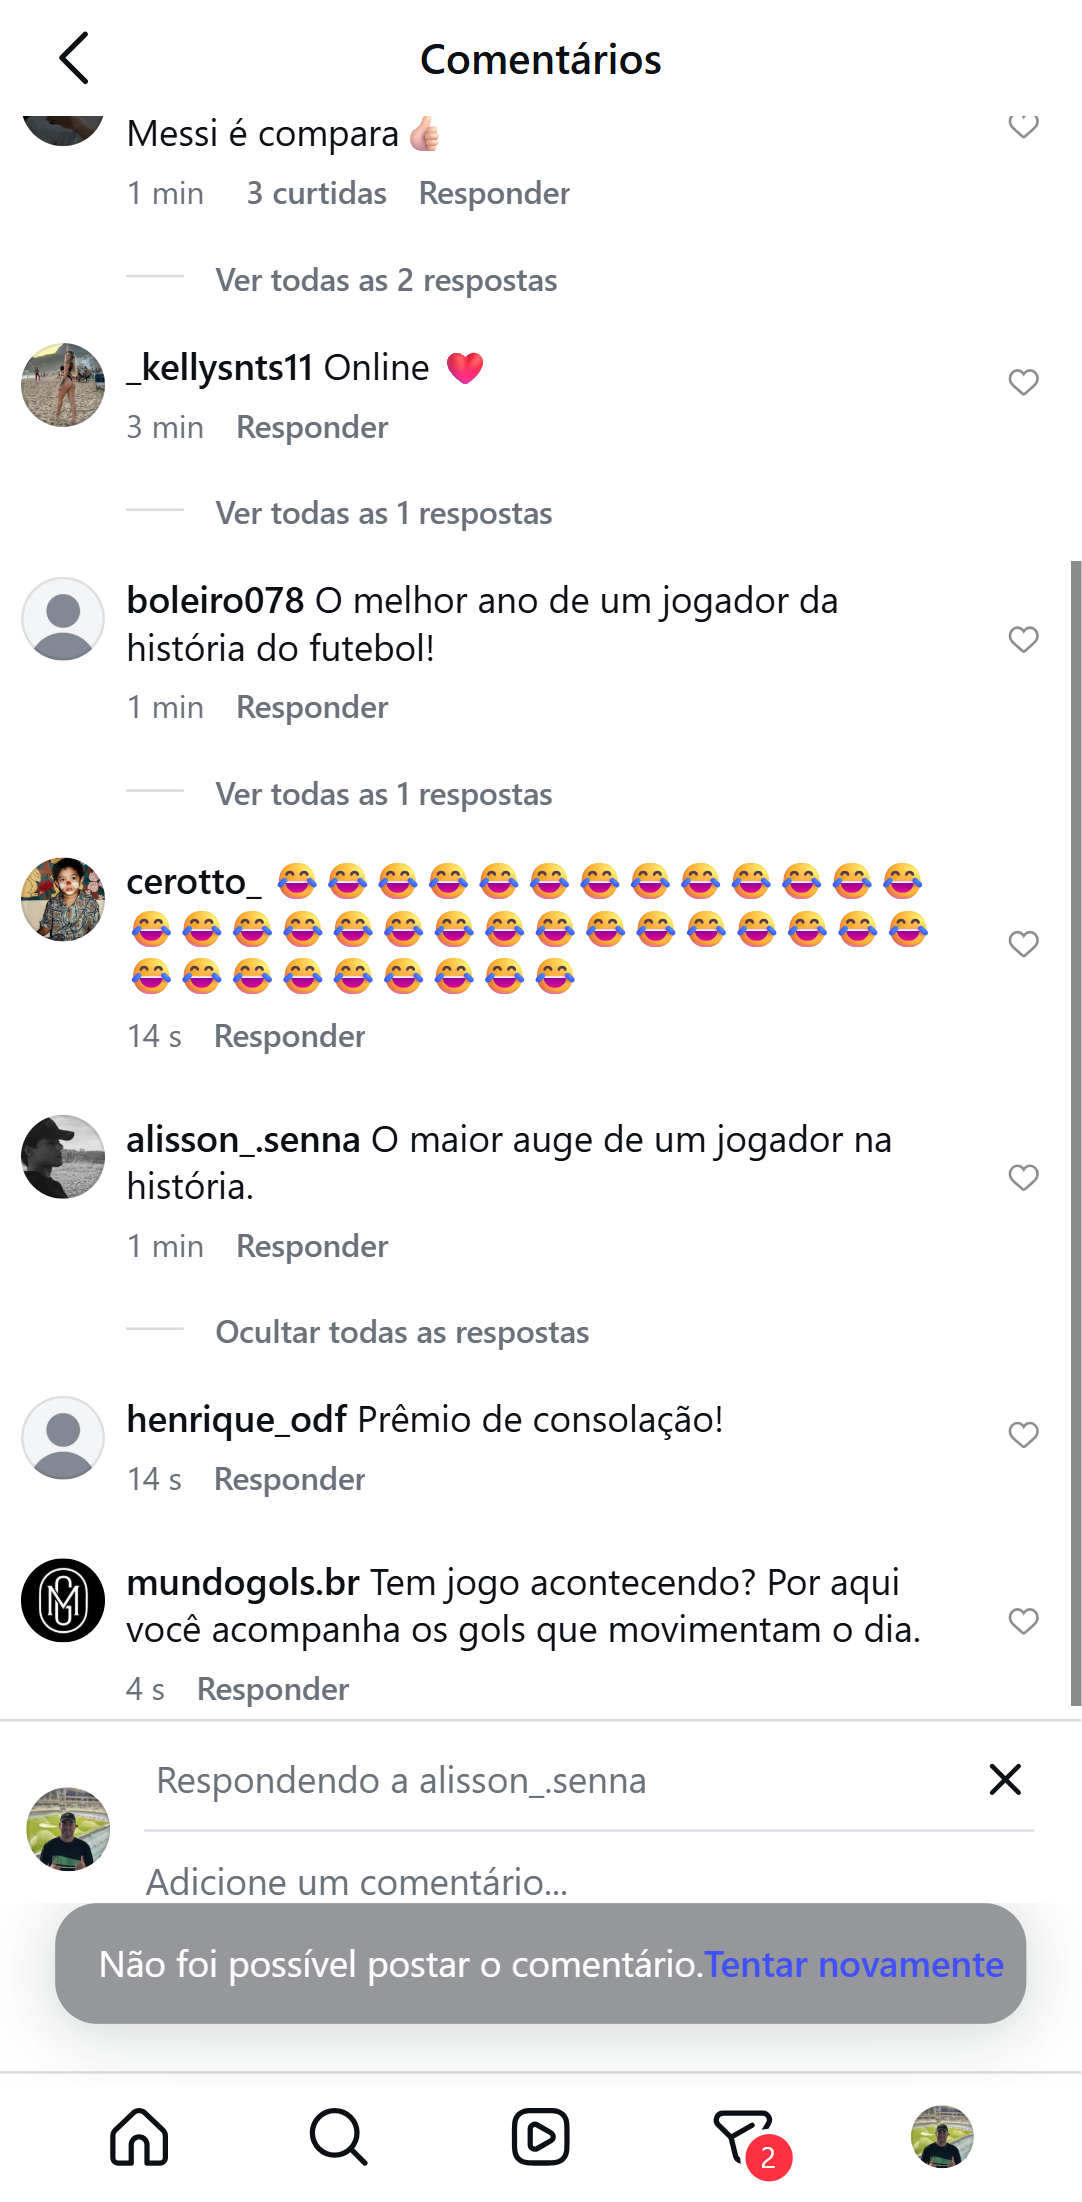 Comentários
Messi é compara👍🏼
1 min 3 curtidas Responder
Ver todas as 2 respostas
_kellysnts11 Online ❤️
3 min Responder
Ver todas as 1 respostas
boleiro078 O melhor ano de um jogador da
história do futebol!
1 min Responder
Ver todas as 1 respostas
cerotto_ 😂😂😂😂😂😂😂😂😂😂😂😂😂
😂😂😂😂😂😂😂😂😂😂😂😂😂😂😂😂
😂😂😂😂😂😂😂😂😂
14 s Responder
alisson_.senna O maior auge de um jogador na
história.
1 min Responder
Ocultar todas as respostas
henrique_odf Prêmio de consolação!
14 s Responder
mundogols.br Tem jogo acontecendo? Por aqui
você acompanha os gols que movimentam o dia.
4 s Responder
Respondendo a alisson_.senna
Adicione um comentário...
Não foi possível postar o comentário.Tentar novamente
2